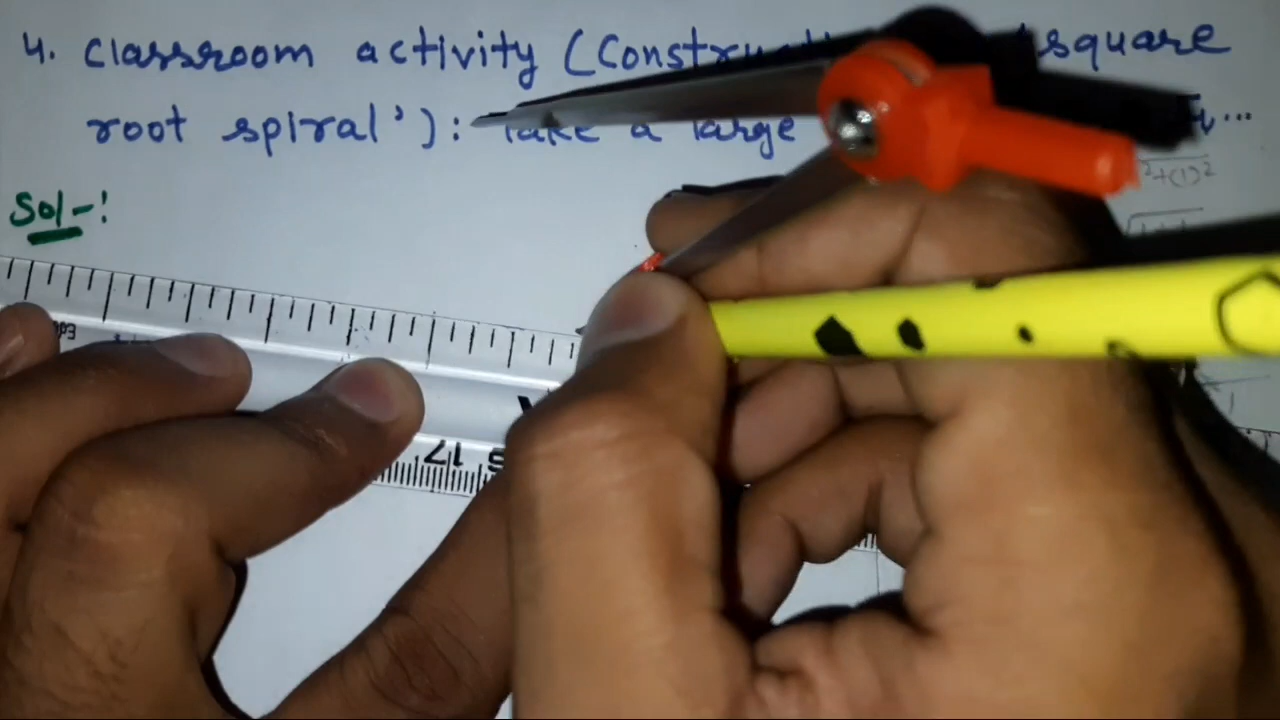 4. Classroom activity (Constru square
root spiral'): Take a large
Sol-:
17